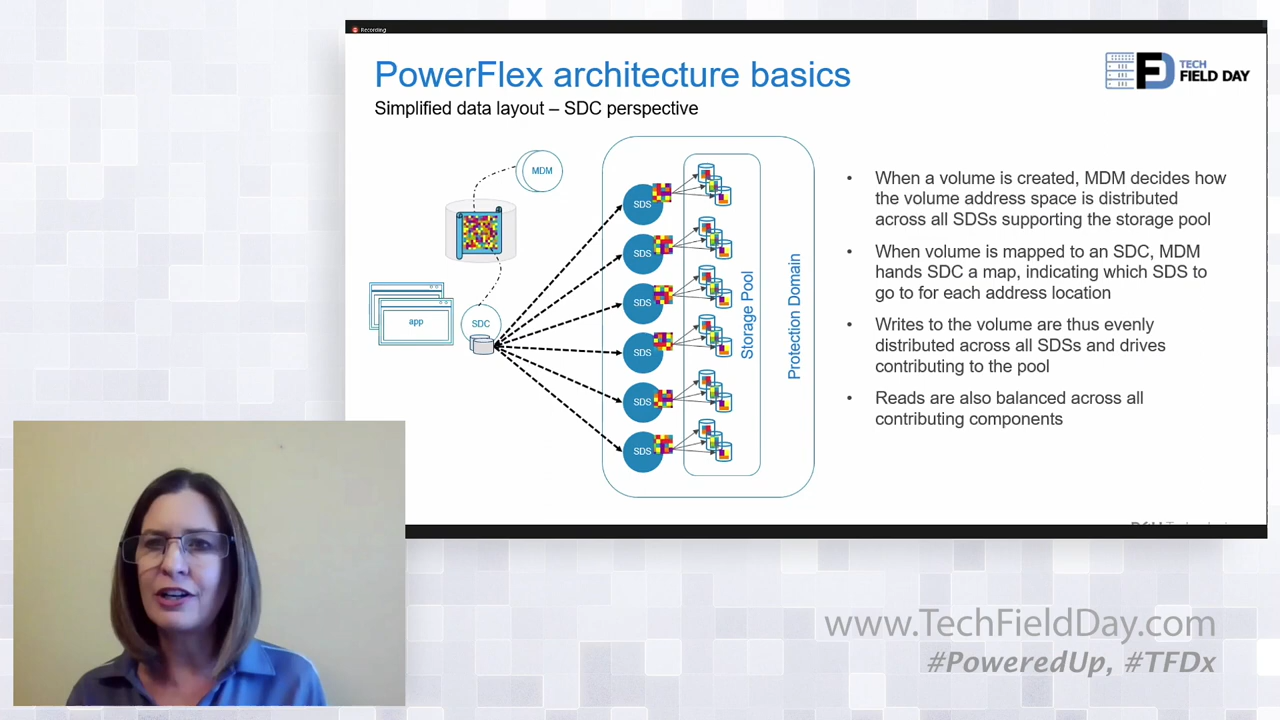 Recording
PowerFlex architecture basics
Simplified data layout – SDC perspective
TECH
FIELD DAY
MDM
SDC
app
SDS
SDS
SDS
SDS
SDS
SDS
Storage Pool
Protection Domain
• When a volume is created, MDM decides how
the volume address space is distributed
across all SDSs supporting the storage pool
• When volume is mapped to an SDC, MDM
hands SDC a map, indicating which SDS to
go to for each address location
• Writes to the volume are thus evenly
distributed across all SDSs and drives
contributing to the pool
• Reads are also balanced across all
contributing components
www.TechFieldDay.com
#PoweredUp, #TFDx